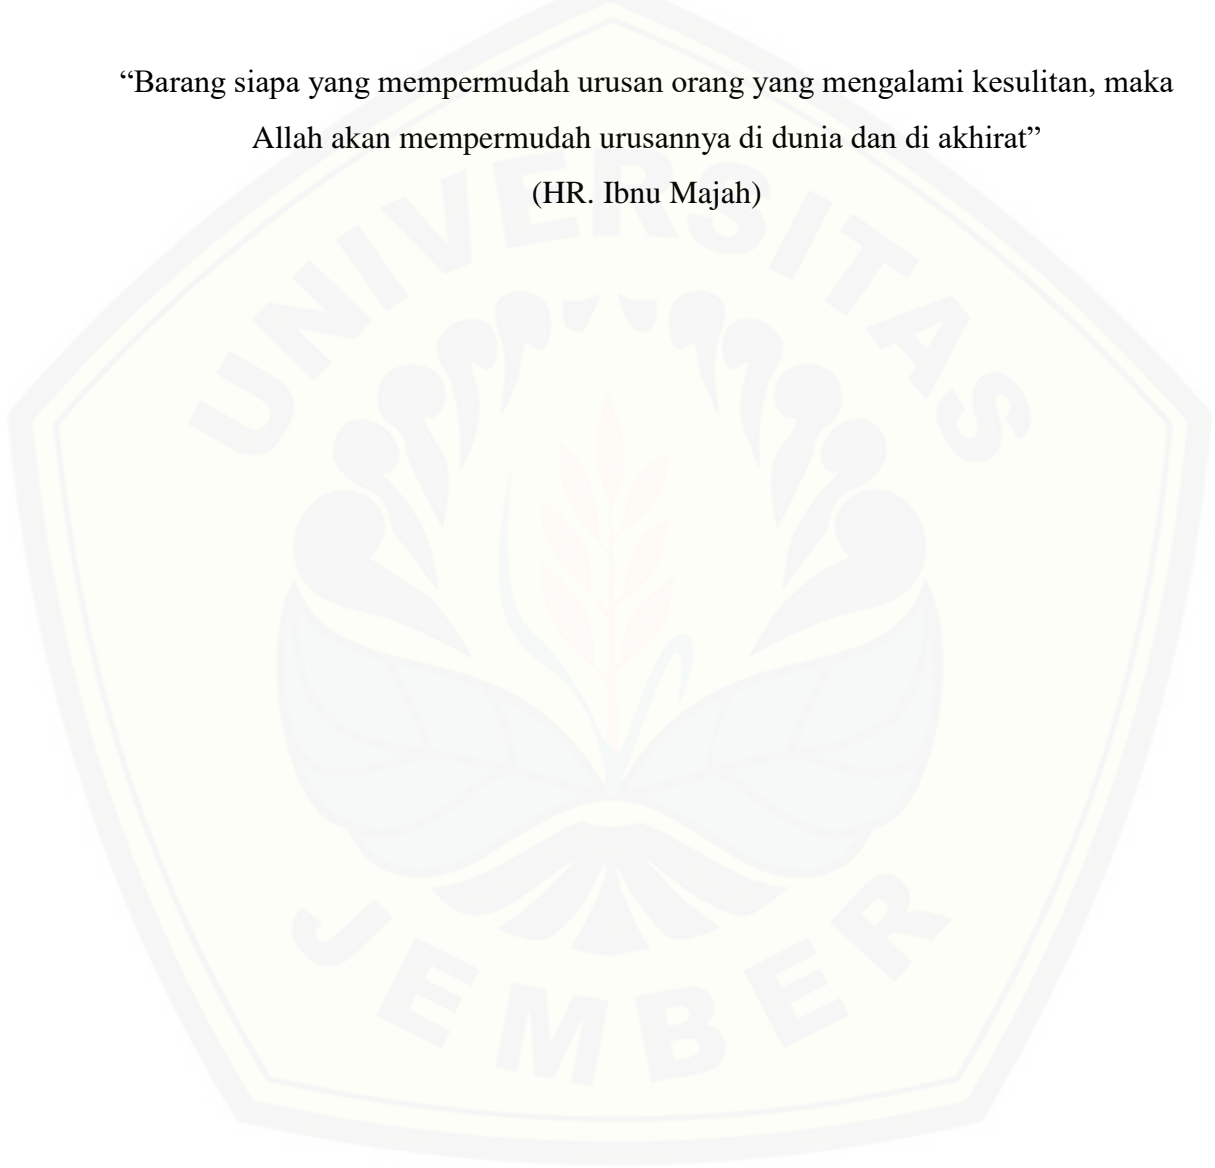 “Barang siapa yang mempermudah urusan orang yang mengalami kesulitan, maka
Allah akan mempermudah urusannya di dunia dan di akhirat”
(HR. Ibnu Majah)
UNIVERSITAS
JEMBER